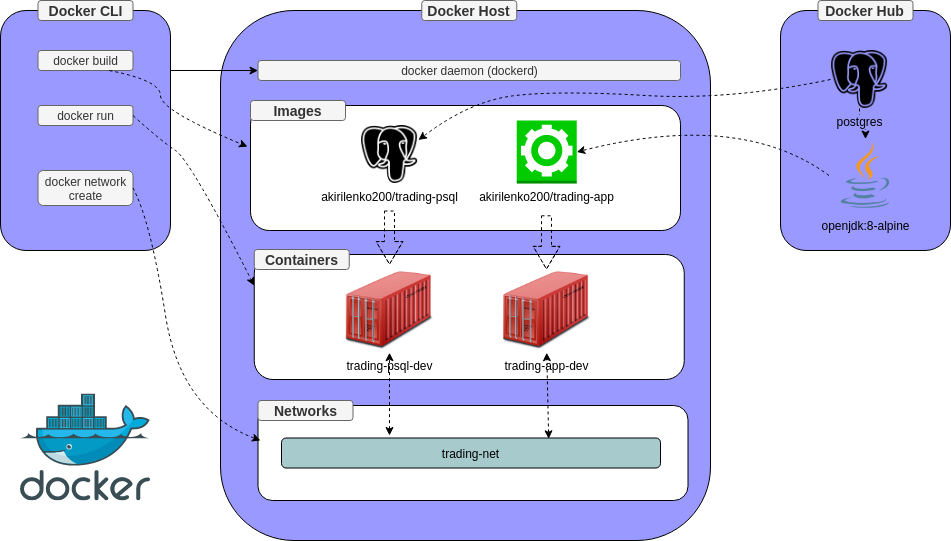 Docker CLI
docker build
docker run
docker network
create
docker
Docker Host
docker daemon (dockerd)
Images
akirilenko200/trading-psql
akirilenko200/trading-app
Containers
trading-psql-dev
trading-app-dev
Networks
trading-net
Docker Hub
postgres
openjdk:8-alpine